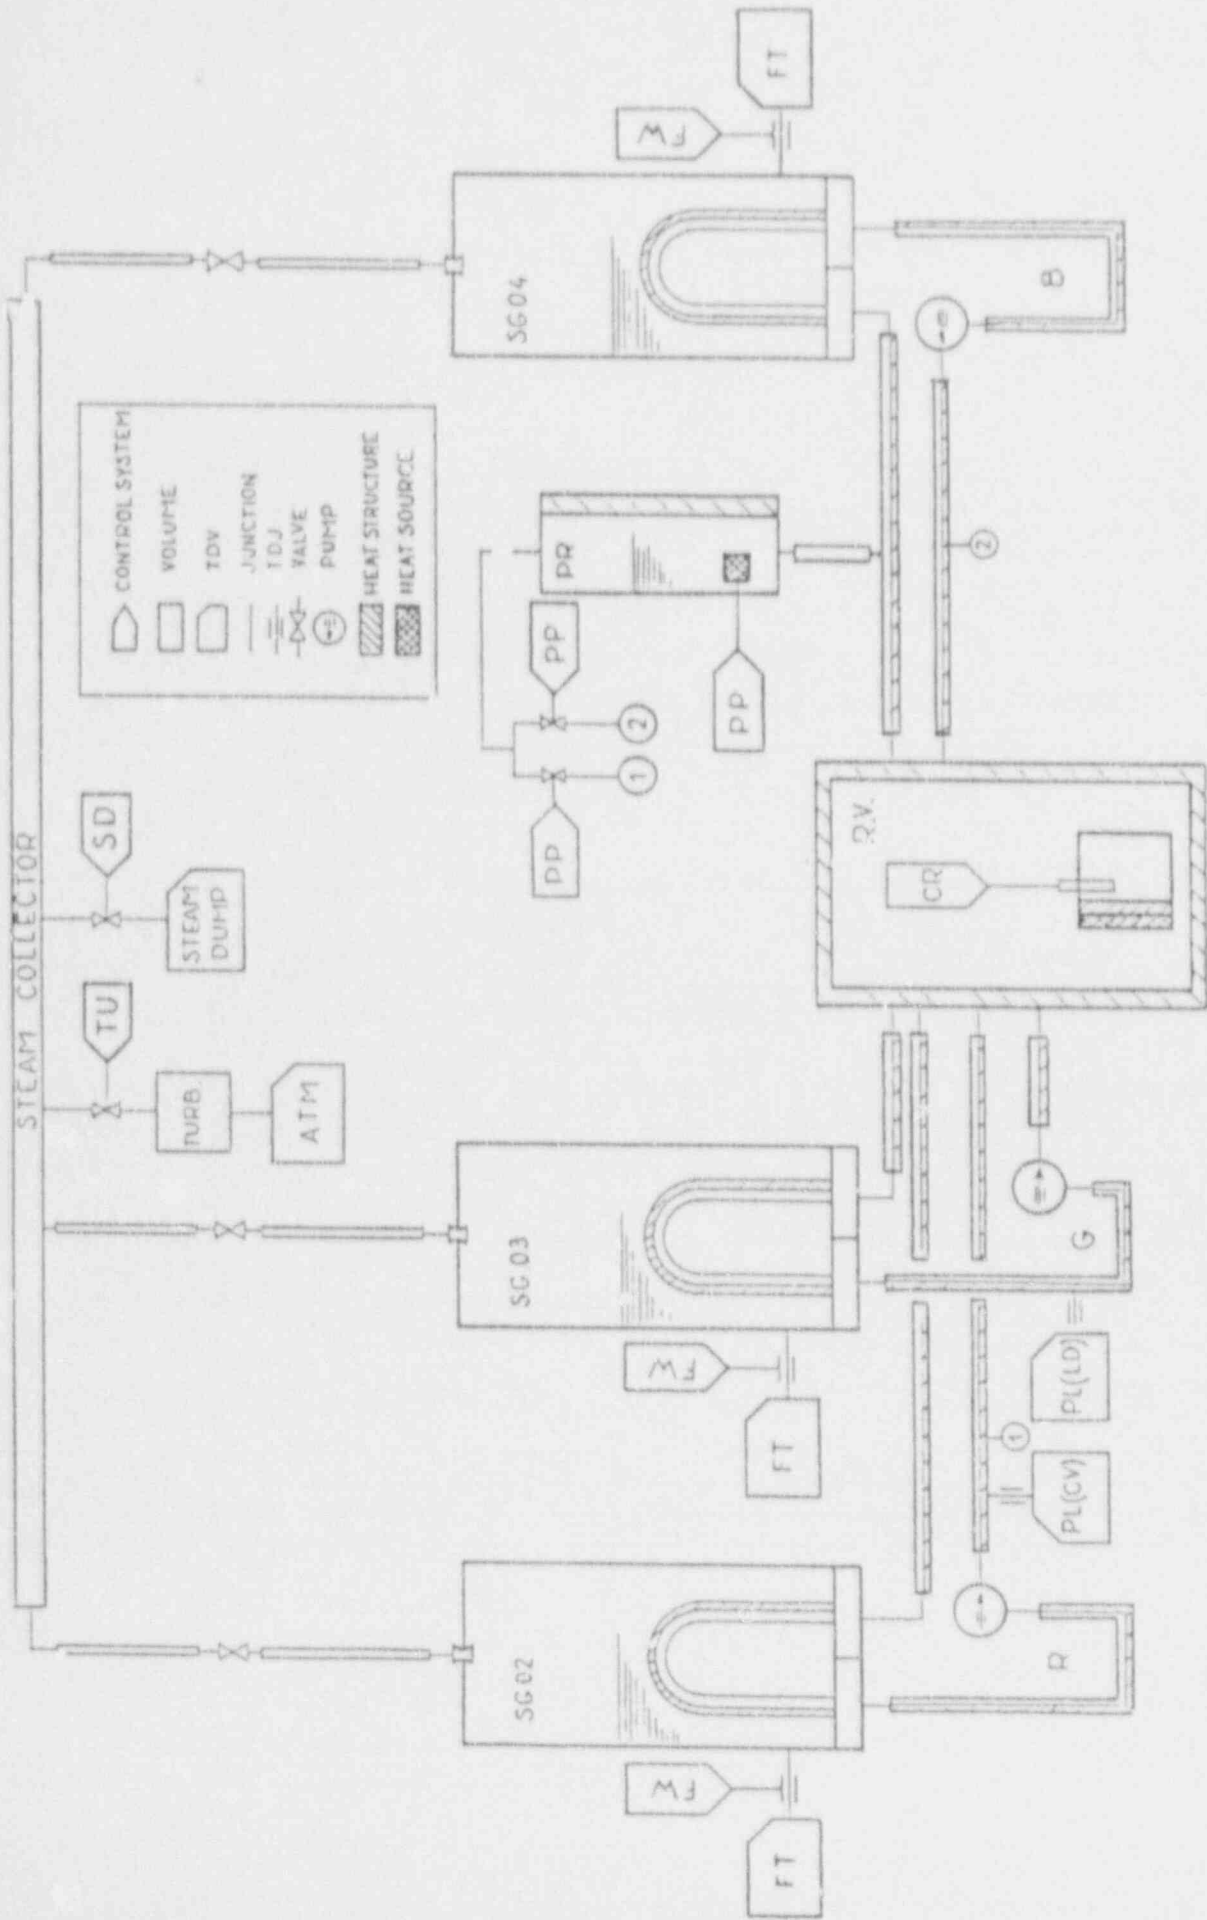 STEAM COLLECTOR
TU
SD
TURB.
ATM
STEAM
DUMP
CONTROL SYSTEM
VOLUME
TDV
JUNCTION
TDJ
VALVE
PUMP
HEAT STRUCTURE
HEAT SOURCE
SG02
FW
FT
R
SG03
FW
FT
G
PL(CV)
PL(LD)
1
PP
PP
1
2
PR
PP
R.V.
CR
2
SG04
FW
FT
B